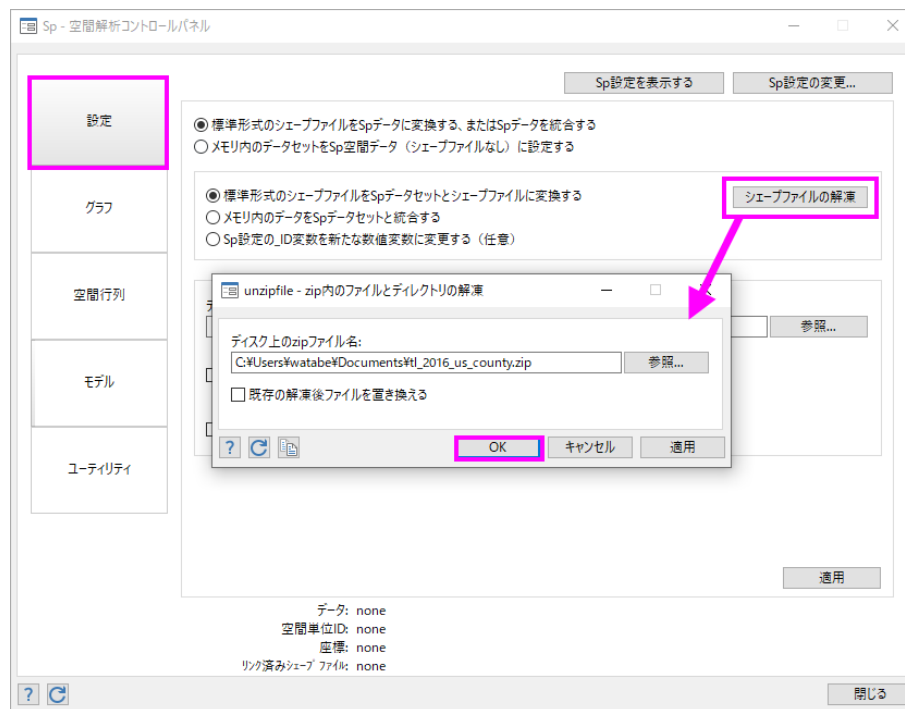 Sp - 空間解析コントロールパネル
Sp設定を表示する
Sp設定の変更...
設定
グラフ
空間行列
モデル
ユーティリティ
標準形式のシェープファイルをSpデータに変換する、またはSpデータを統合する
メモリ内のデータセットをSp空間データ（シェープファイルなし）に設定する
標準形式のシェープファイルをSpデータセットとシェープファイルに変換する
シェープファイルの解凍
メモリ内のデータをSpデータセットと統合する
Sp設定の_ID変数を新たな数値変数に変更する（任意）
参照...
unzipfile - zip内のファイルとディレクトリの解凍
ディスク上のzipファイル名:
C:¥Users¥watabe¥Documents¥tl_2016_us_county.zip
参照...
既存の解凍後ファイルを置き換える
?
OK
キャンセル
適用
適用
データ: none
空間単位ID: none
座標: none
リンク済みシェープファイル: none
?
閉じる